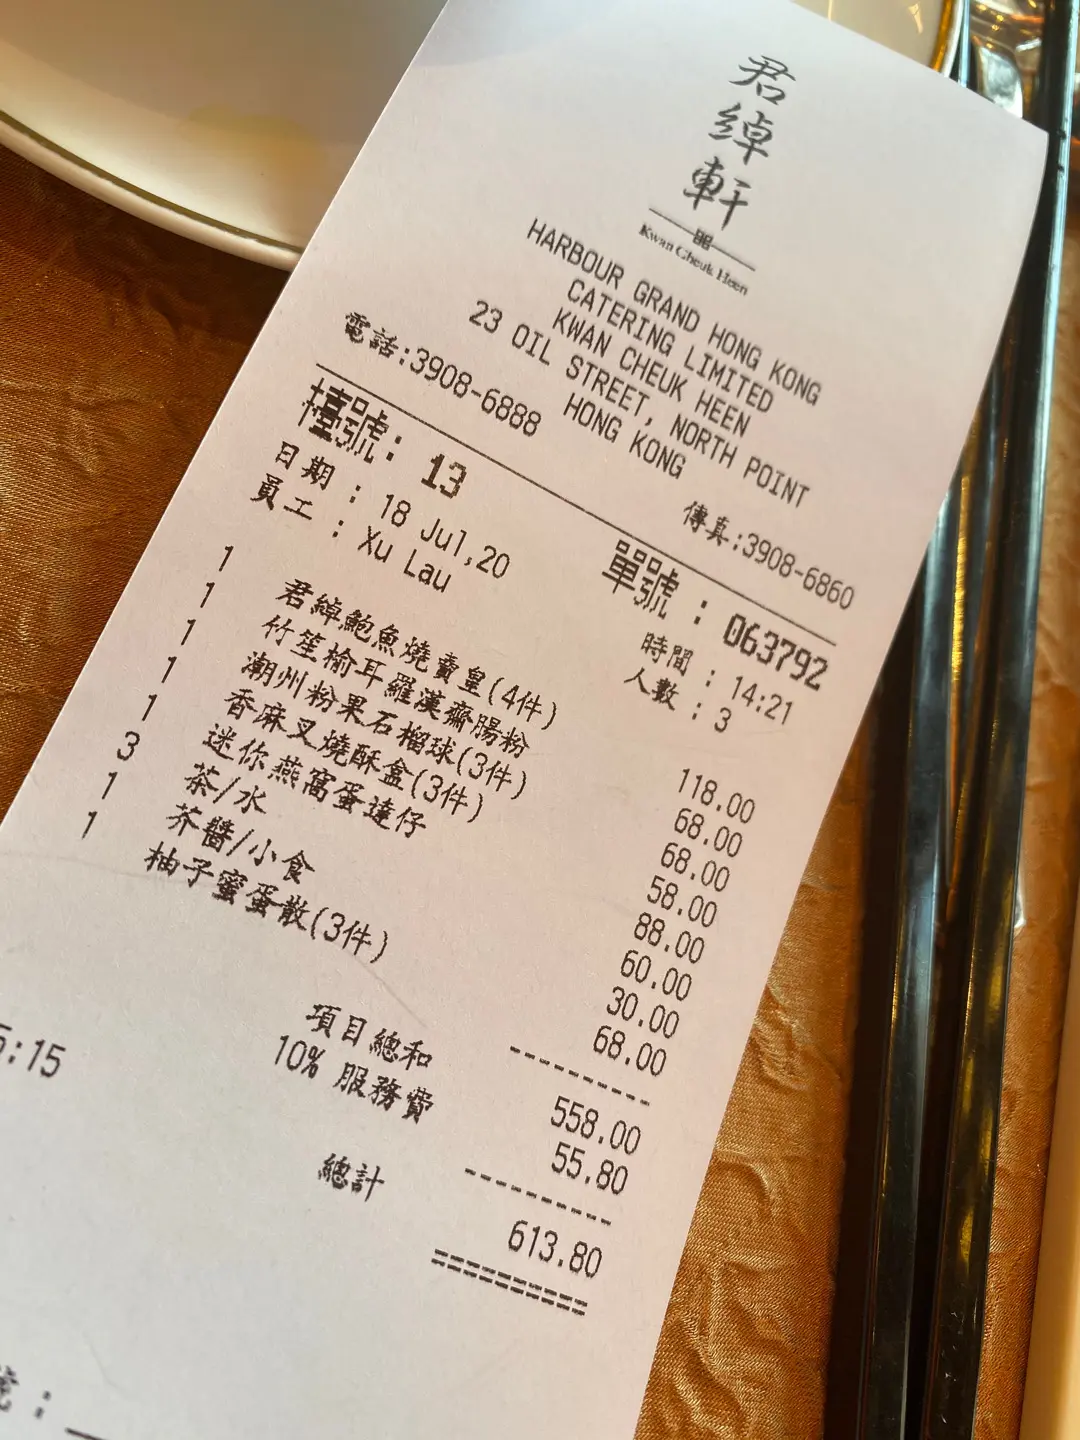 君綽軒
Kwan Cheuk Heen
HARBOUR GRAND HONG KONG
CATERING LIMITED
KWAN CHEUK HEEN
23 OIL STREET, NORTH POINT
HONG KONG
電話:3908-6888 傳真:3908-6860
檯號: 13 單號 : 063792
日期 : 18 Jul,20 時間 : 14:21
員工 : Xu Lau 人數 : 3
1 君綽鮑魚燒賣皇(4件) 118.00
1 竹笙榆耳羅漢齋腸粉 68.00
1 潮州粉果石榴球(3件) 68.00
1 香麻叉燒酥盒(3件) 58.00
1 迷你燕窩蛋達仔 88.00
3 茶/水 60.00
1 芥醬/小食 30.00
1 柚子蜜蛋散(3件) 68.00
項目總和 558.00
5:15 10% 服務費 55.80
總計 613.80
號 :